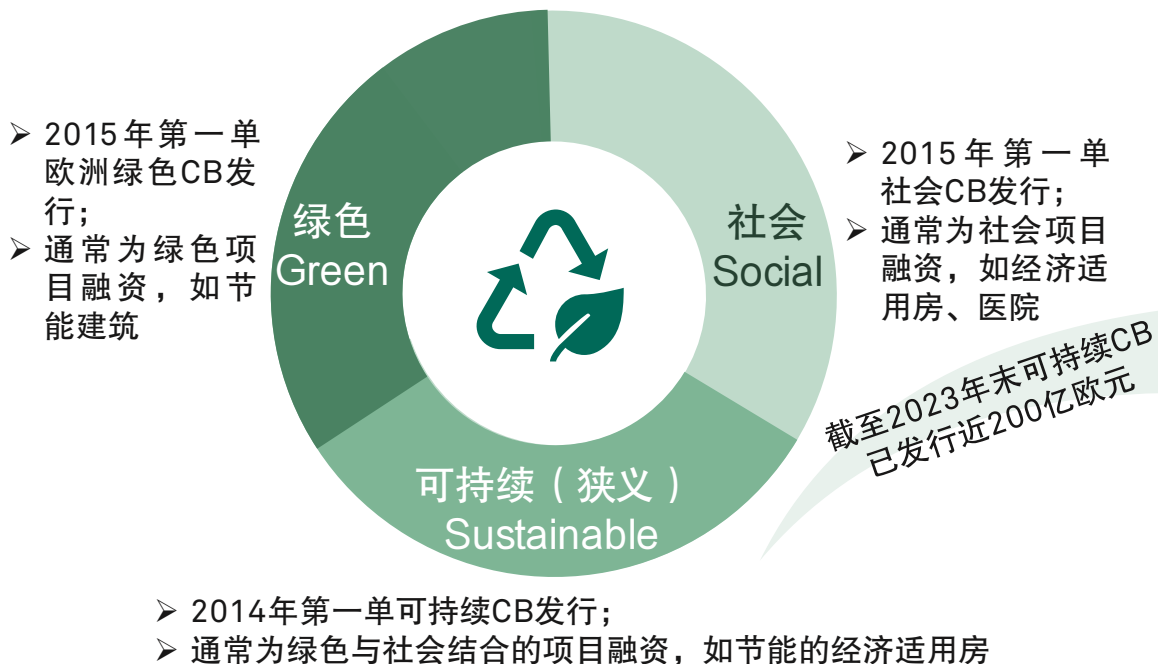 ➢ 2015年第一单
欧洲绿色CB发
行；
➢ 通常为绿色项
目融资，如节
能建筑
绿色
Green
社会
Social
➢ 2015年第一单
社会CB发行；
➢ 通常为社会项目
融资，如经济适
用房、医院
截至2023年末可持续CB
已发行近200亿欧元
可持续（狭义）
Sustainable
➢ 2014年第一单可持续CB发行；
➢ 通常为绿色与社会结合的项目融资，如节能的经济适用房